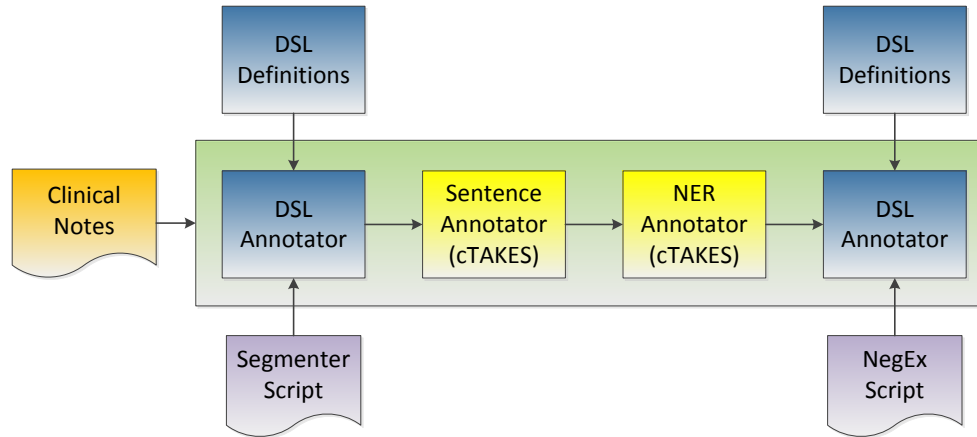 DSL
Definitions
DSL
Definitions
Clinical
Notes
DSL
Annotator
Sentence
Annotator
(cTAKES)
NER
Annotator
(cTAKES)
DSL
Annotator
Segmenter
Script
NegEx
Script